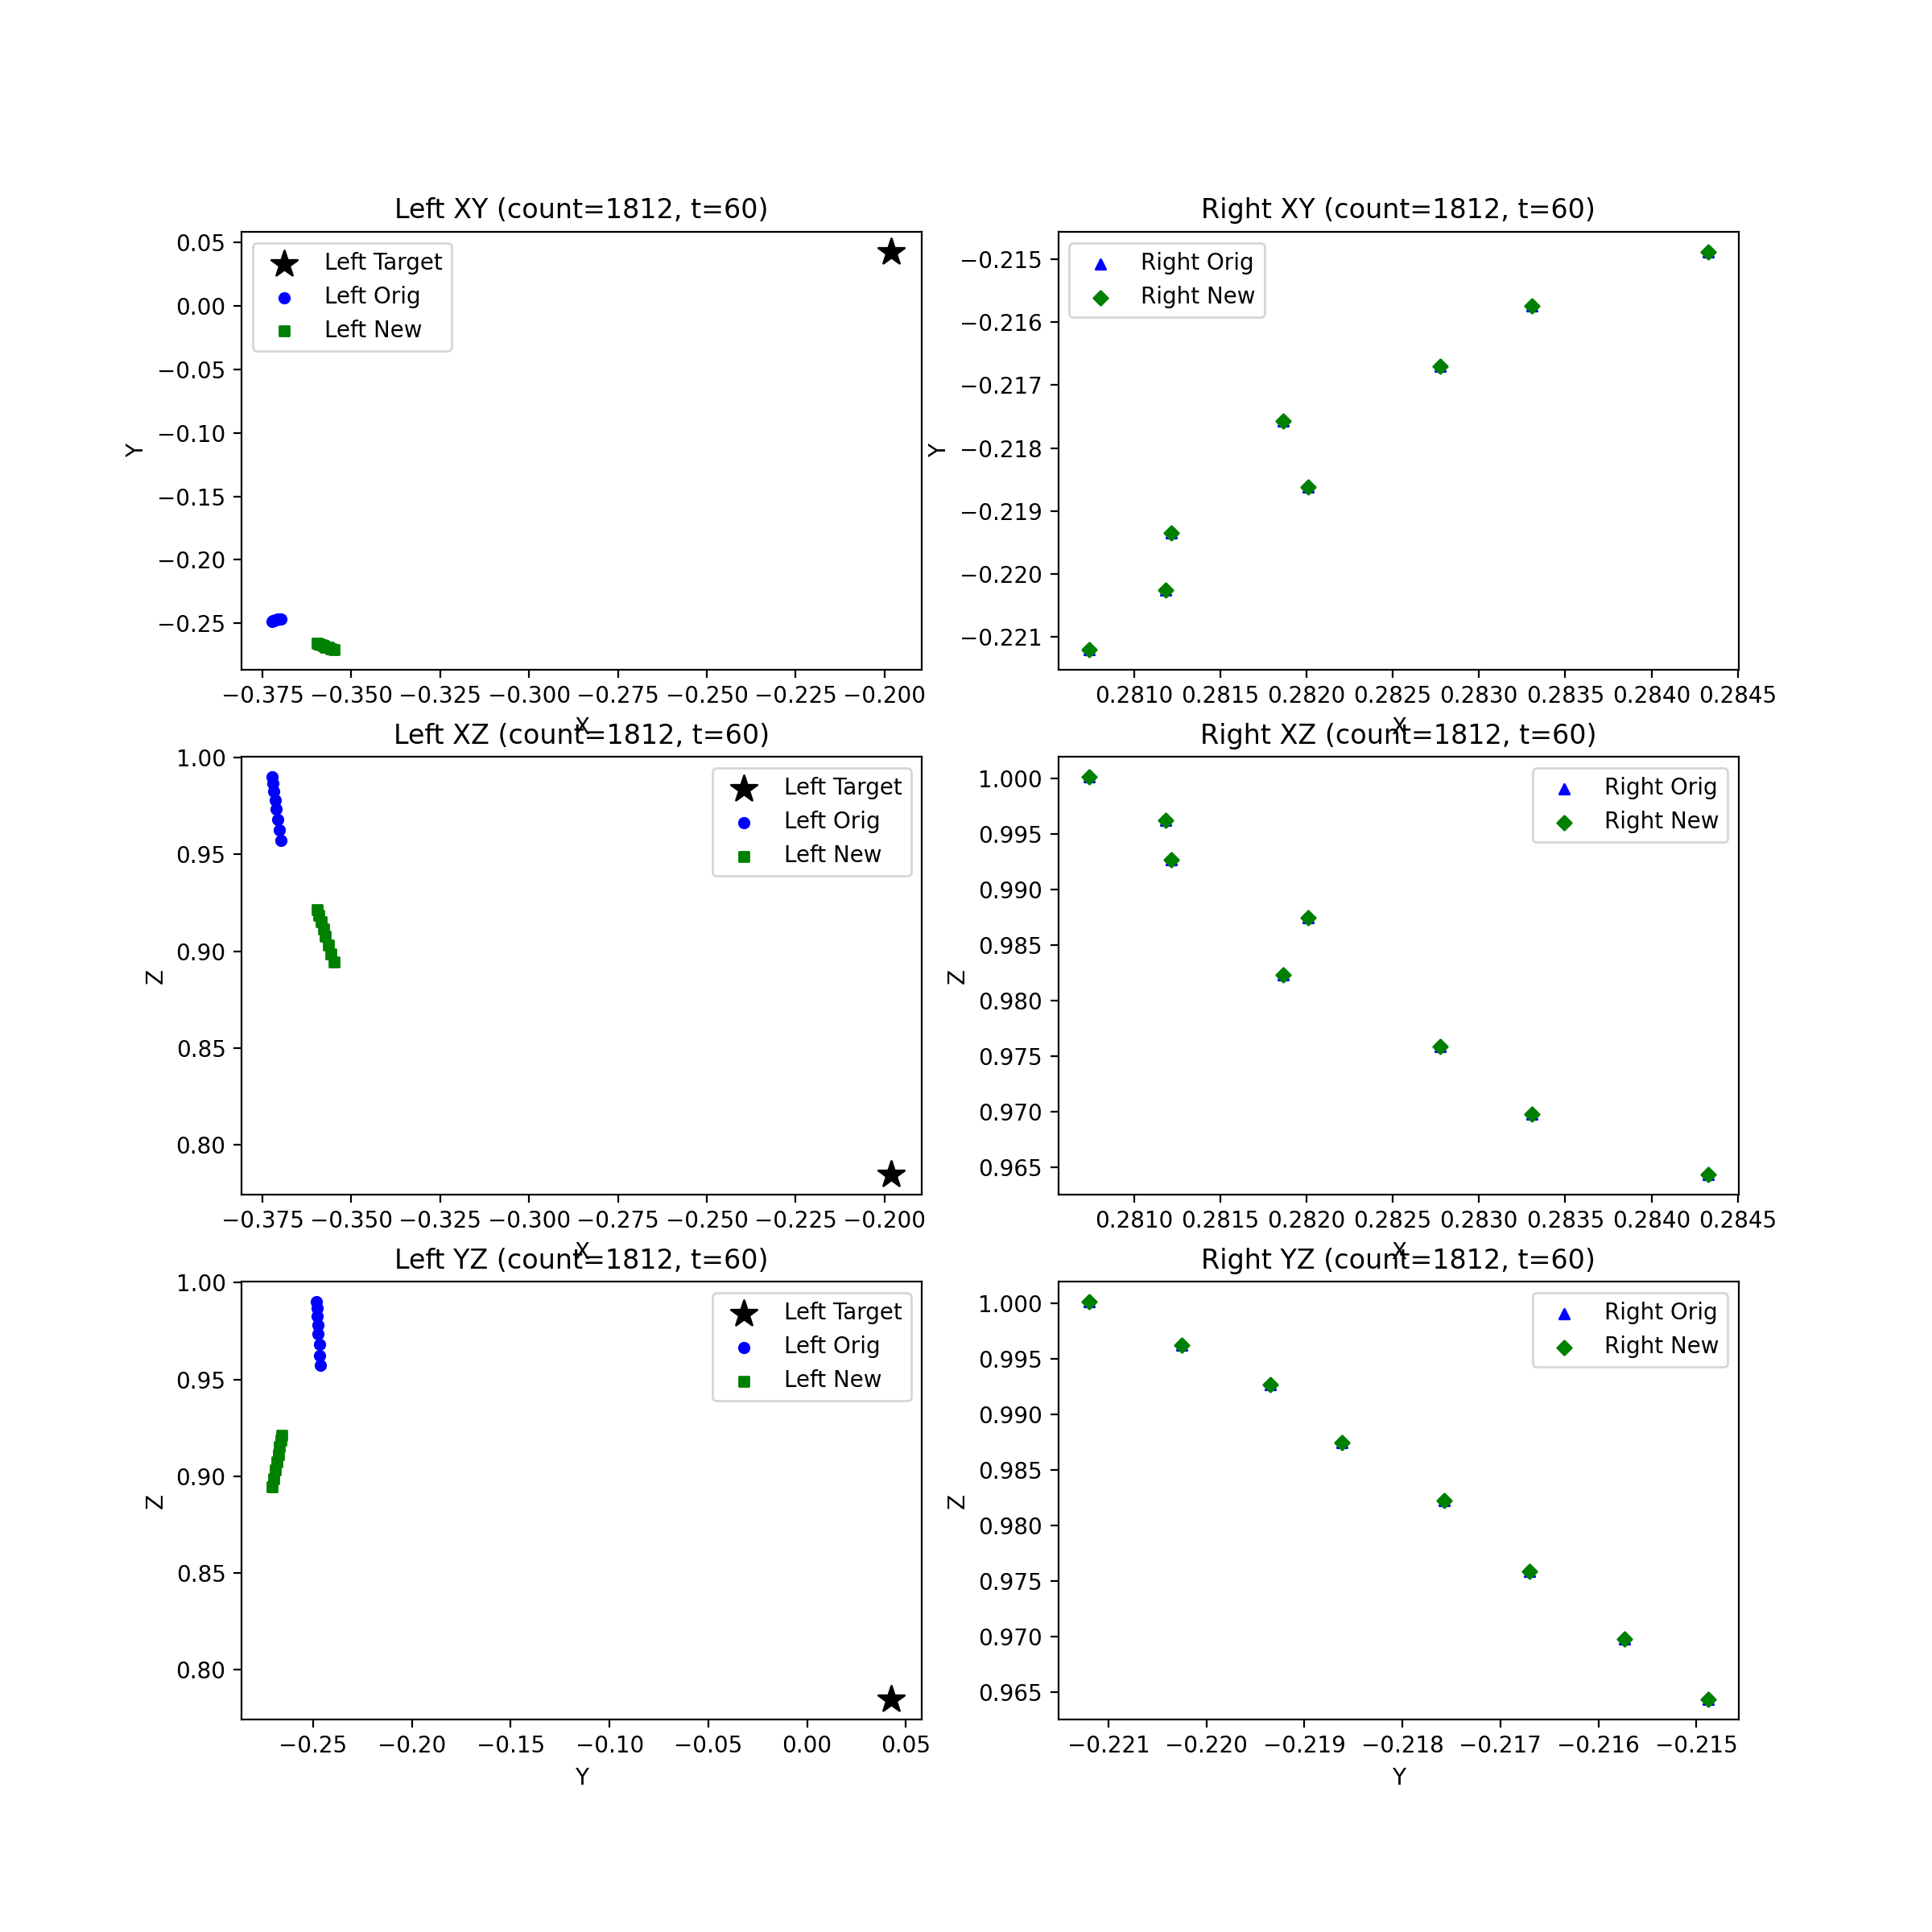 Left XY (count=1812, t=60)
0.05
0.00
−0.05
−0.10
−0.15
−0.20
−0.25
Y
Left Target
Left Orig
Left New
−0.375 −0.350 −0.325 −0.300 −0.275 −0.250 −0.225 −0.200
X
Right XY (count=1812, t=60)
−0.215
−0.216
−0.217
−0.218
−0.219
−0.220
−0.221
Y
Right Orig
Right New
0.2810 0.2815 0.2820 0.2825 0.2830 0.2835 0.2840 0.2845
X
Left XZ (count=1812, t=60)
1.00
0.95
0.90
0.85
0.80
Z
Left Target
Left Orig
Left New
−0.375 −0.350 −0.325 −0.300 −0.275 −0.250 −0.225 −0.200
X
Right XZ (count=1812, t=60)
1.000
0.995
0.990
0.985
0.980
0.975
0.970
0.965
Z
Right Orig
Right New
0.2810 0.2815 0.2820 0.2825 0.2830 0.2835 0.2840 0.2845
X
Left YZ (count=1812, t=60)
1.00
0.95
0.90
0.85
0.80
Z
Left Target
Left Orig
Left New
−0.25 −0.20 −0.15 −0.10 −0.05 0.00 0.05
Y
Right YZ (count=1812, t=60)
1.000
0.995
0.990
0.985
0.980
0.975
0.970
0.965
Z
Right Orig
Right New
−0.221 −0.220 −0.219 −0.218 −0.217 −0.216 −0.215
Y